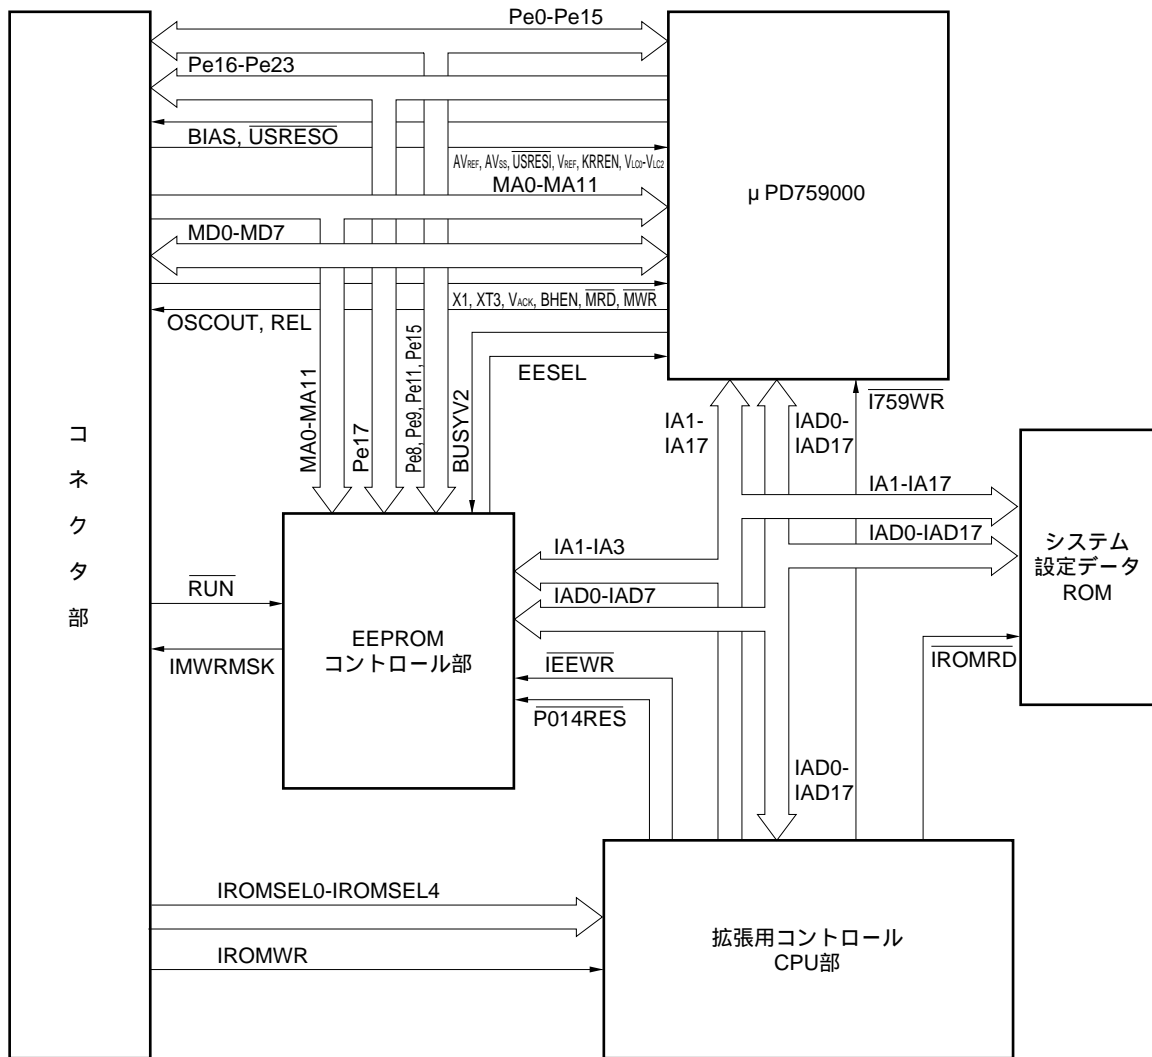 Pe0-Pe15
Pe16-Pe23
BIAS, USRESO
AVREF, AVSS, USRESI, VREF, KRREN, VLC0-VLC2
MA0-MA11
μ PD759000
MD0-MD7
X1, XT3, VACK, BHEN, MRD, MWR
OSCOUT, REL
EESEL
MA0-MA11
Pe17
Pe8, Pe9, Pe11, Pe15
BUSYV2
IA1-
IA17
IAD0-
IAD17
I759WR
コネクタ部
IA1-IA17
IAD0-IAD17
システム
設定データ
ROM
IA1-IA3
IAD0-IAD7
RUN
IMWRMSK
EEPROM
コントロール部
IEEWR
P014RES
IROMRD
IAD0-
IAD17
IROMSEL0-IROMSEL4
IROMWR
拡張用コントロール
CPU部